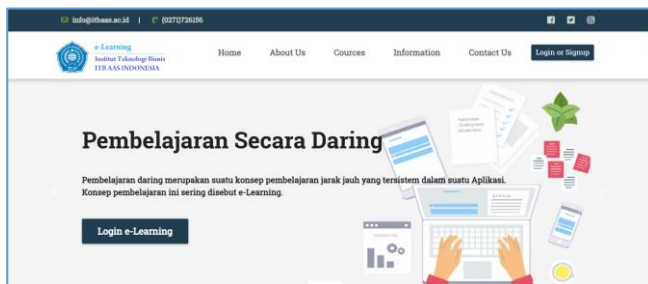 info@itbaas.ac.id | (0271)726156
e-Learning
Institut Teknologi Bisnis
ITB AAS INDONESIA
Home About Us Cources Information Contact Us Login or Signup
Pembelajaran Secara Daring
Pembelajaran daring merupakan suatu konsep pembelajaran jarak jauh yang tersistem dalam suatu Aplikasi.
Konsep pembelajaran ini sering disebut e-Learning.
Login e-Learning